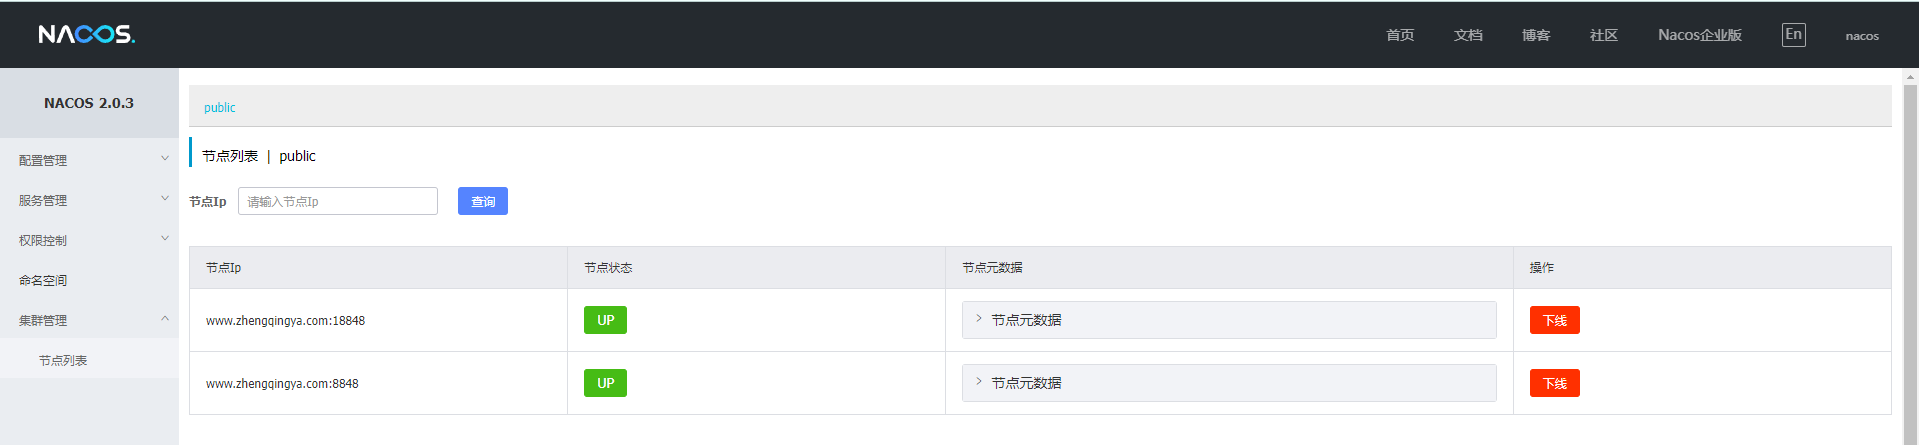 NACOS.
首页 文档 博客 社区 Nacos企业版 En nacos
NACOS 2.0.3
配置管理
服务管理
权限控制
命名空间
集群管理
节点列表
public
节点列表 | public
节点Ip 请输入节点Ip 查询
节点Ip 节点状态 节点元数据 操作
www.zhengqingya.com:18848 UP 节点元数据 下线
www.zhengqingya.com:8848 UP 节点元数据 下线